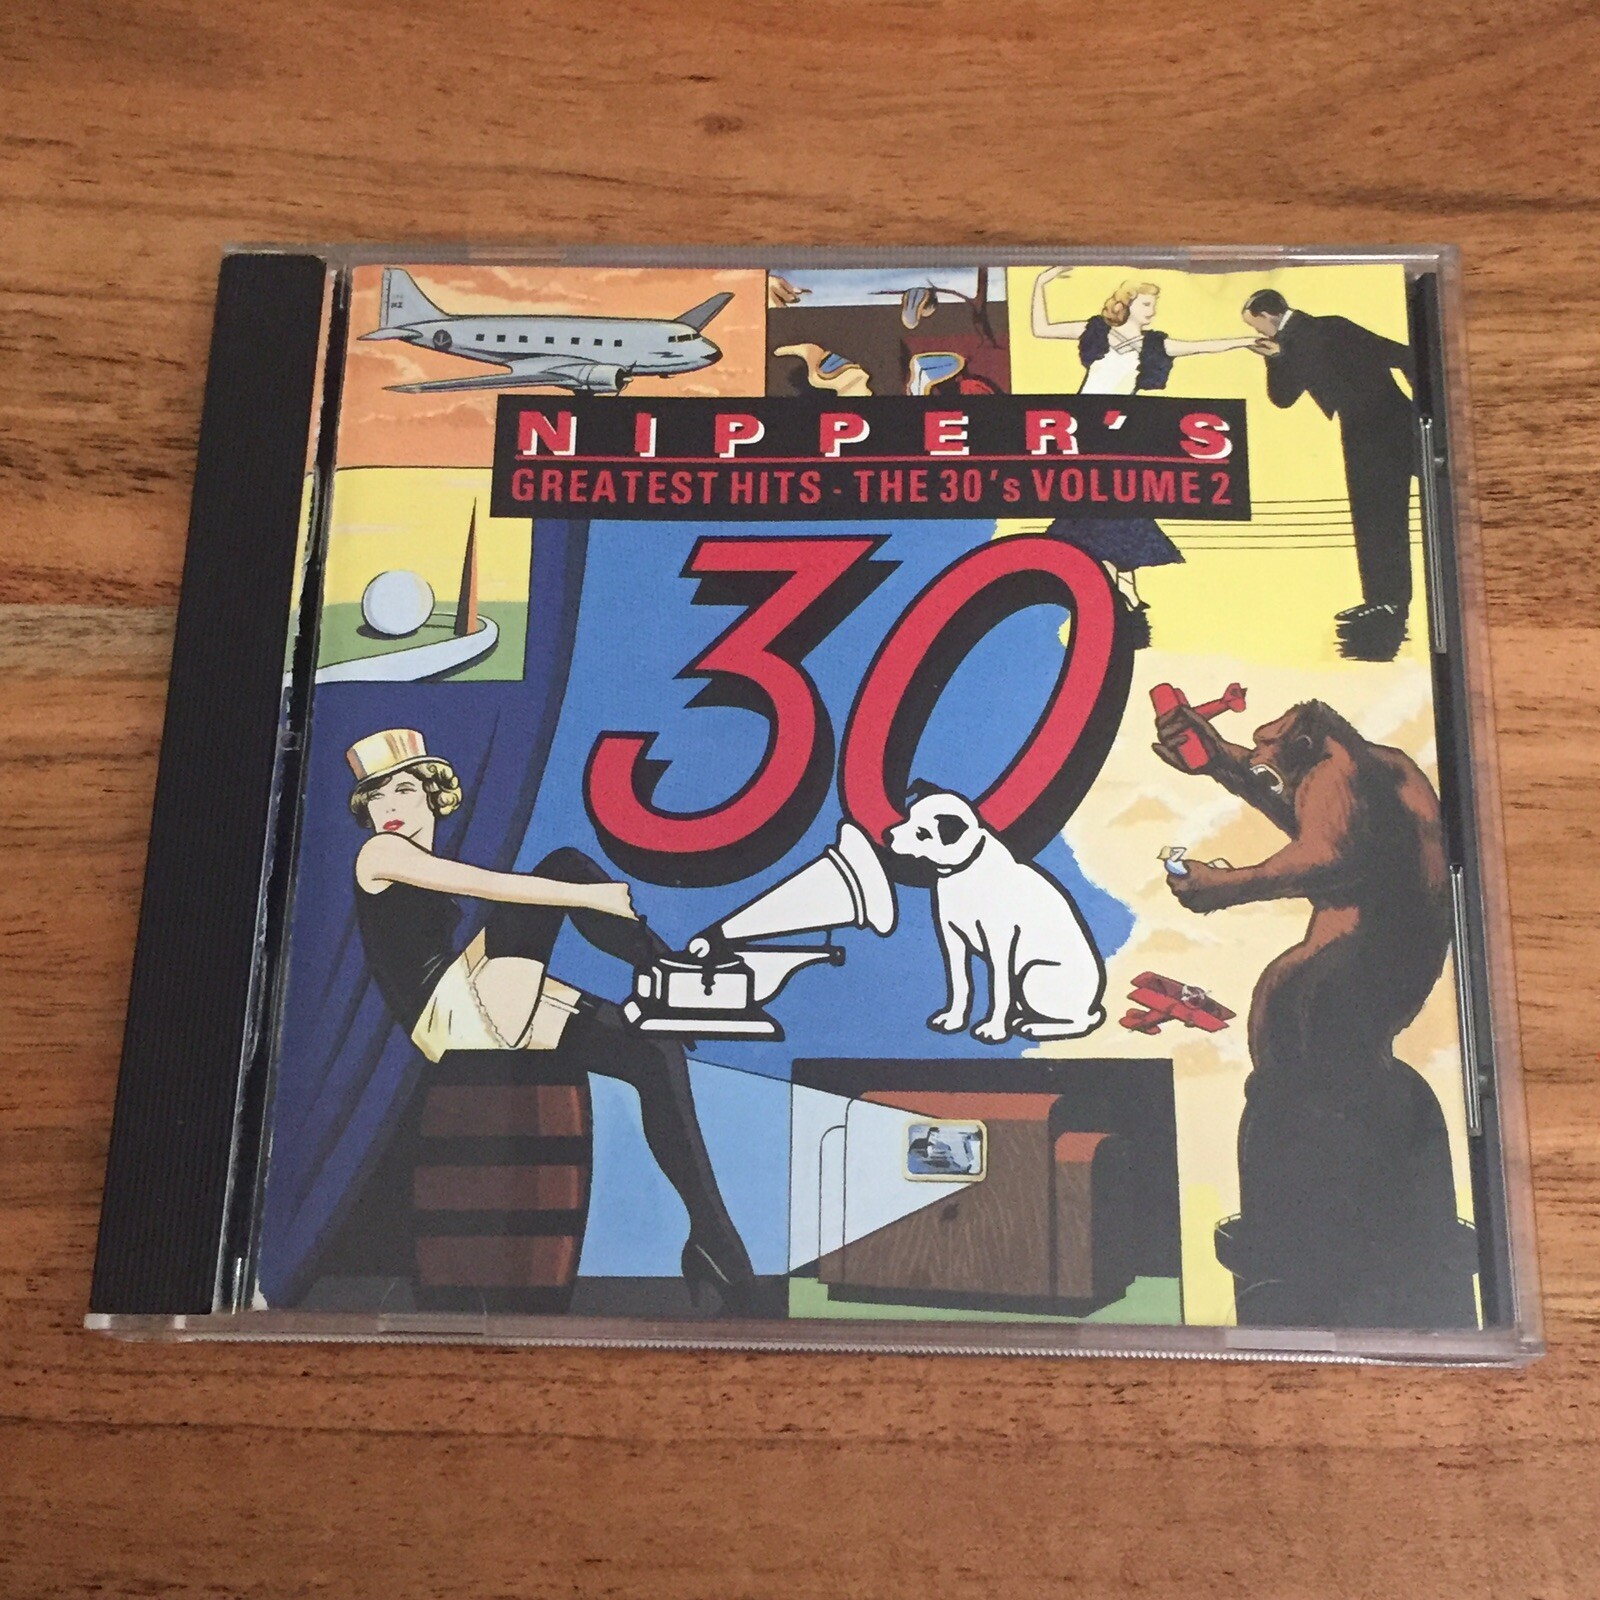 NIPPER'S
GREATEST HITS - THE 30's VOLUME 2
30